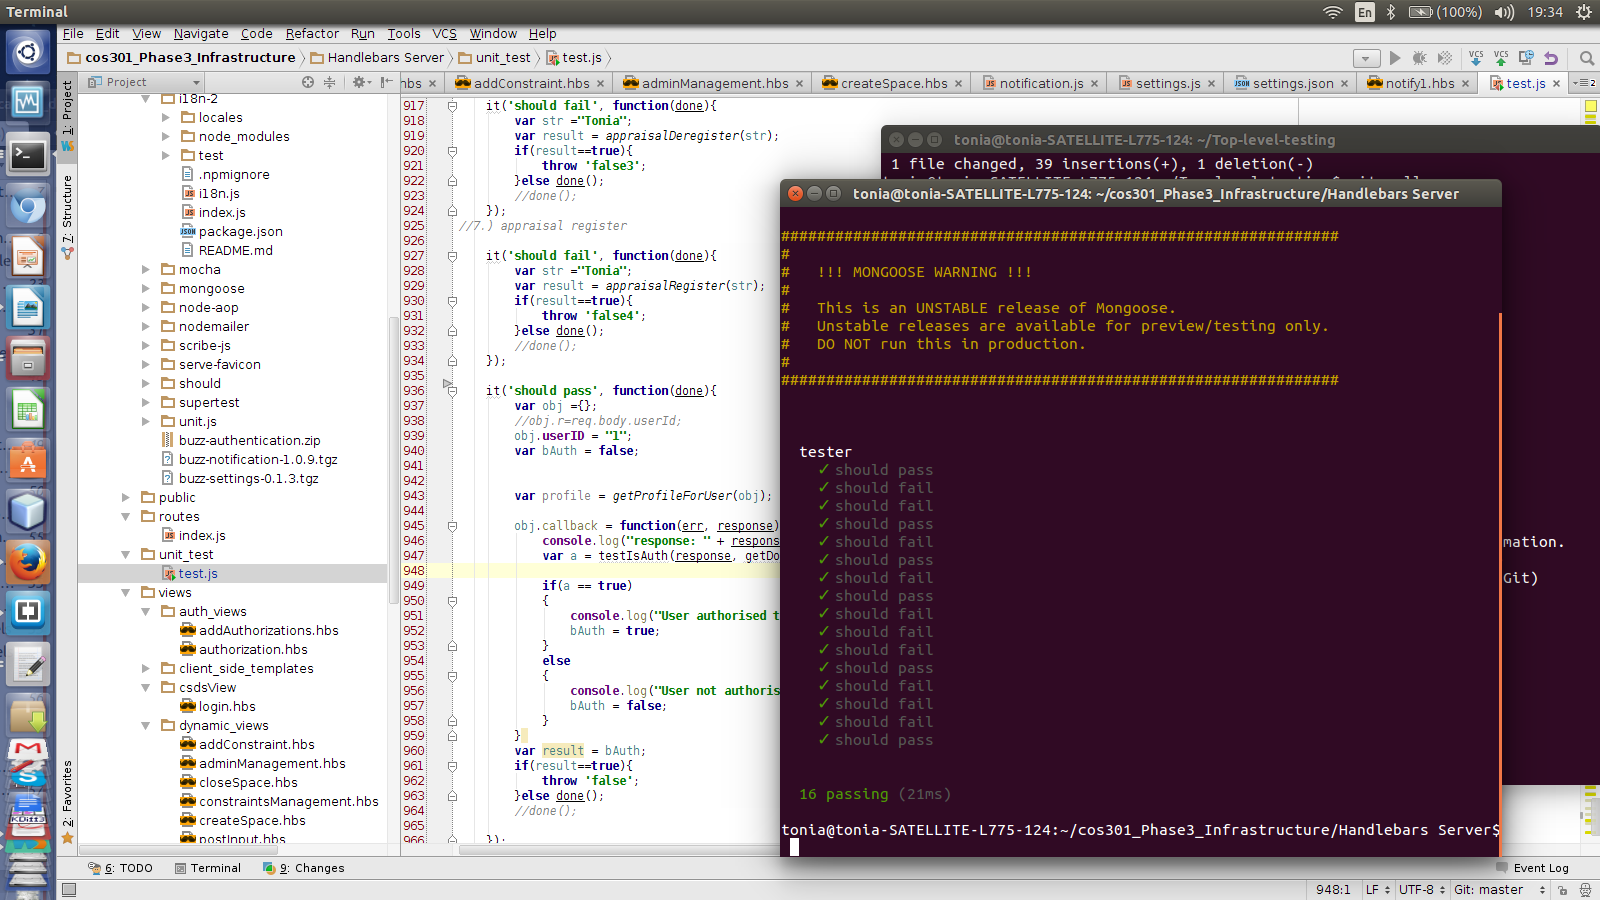 Terminal
En
(100%)
19:34
File Edit View Navigate Code Refactor Run Tools VCS Window Help
cos301_Phase3_Infrastructure
Handlebars Server
unit_test
test.js
VCS
VCS
Project
nbs
addConstraint.hbs
adminManagement.hbs
createSpace.hbs
notification.js
settings.js
settings.json
notify1.hbs
test.js
2
1: Project
7: Structure
2: Favorites
i18n-2
locales
node_modules
test
.npmignore
i18n.js
index.js
package.json
README.md
mocha
mongoose
node-aop
nodemailer
scribe-js
serve-favicon
should
supertest
unit.js
buzz-authentication.zip
buzz-notification-1.0.9.tgz
buzz-settings-0.1.3.tgz
public
routes
index.js
unit_test
test.js
views
auth_views
addAuthorizations.hbs
authorization.hbs
client_side_templates
csdsView
login.hbs
dynamic_views
addConstraint.hbs
adminManagement.hbs
closeSpace.hbs
constraintsManagement.hbs
createSpace.hbs
postInput.hbs
917 it('should fail', function(done){
918 var str ="Tonia";
919 var result = appraisalDeregister(str);
920 if(result==true){
921 throw 'false3';
922 }else done();
923 //done();
924 });
925 //7.) appraisal register
926
927 it('should fail', function(done){
928 var str ="Tonia";
929 var result = appraisalRegister(str);
930 if(result==true){
931 throw 'false4';
932 }else done();
933 //done();
934 });
935
936 it('should pass', function(done){
937 var obj ={};
938 //obj.r=req.body.userId;
939 obj.userID = "1";
940 var bAuth = false;
941
942
943 var profile = getProfileForUser(obj);
944
945 obj.callback = function(err, response)
946 console.log("response: " + respons
947 var a = testIsAuth(response, getDo
948
949 if(a == true)
950 {
951 console.log("User authorised t
952 bAuth = true;
953 }
954 else
955 {
956 console.log("User not authoris
957 bAuth = false;
958 }
959 }
960 var result = bAuth;
961 if(result==true){
962 throw 'false';
963 }else done();
964 //done();
965
966 });
tonia@tonia-SATELLITE-L775-124: ~/Top-level-testing
1 file changed, 39 insertions(+), 1 deletion(-)
mation.
Git)
tonia@tonia-SATELLITE-L775-124: ~/cos301_Phase3_Infrastructure/Handlebars Server
##############################################################
#
# !!! MONGOOSE WARNING !!!
#
# This is an UNSTABLE release of Mongoose.
# Unstable releases are available for preview/testing only.
# DO NOT run this in production.
#
##############################################################
tester
✓ should pass
✓ should fail
✓ should fail
✓ should pass
✓ should fail
✓ should pass
✓ should fail
✓ should pass
✓ should fail
✓ should fail
✓ should fail
✓ should pass
✓ should fail
✓ should fail
✓ should fail
✓ should pass
16 passing (21ms)
tonia@tonia-SATELLITE-L775-124:~/cos301_Phase3_Infrastructure/Handlebars Server$
6: TODO
Terminal
9: Changes
Event Log
948:1
LF
UTF-8
Git: master
KDiff3